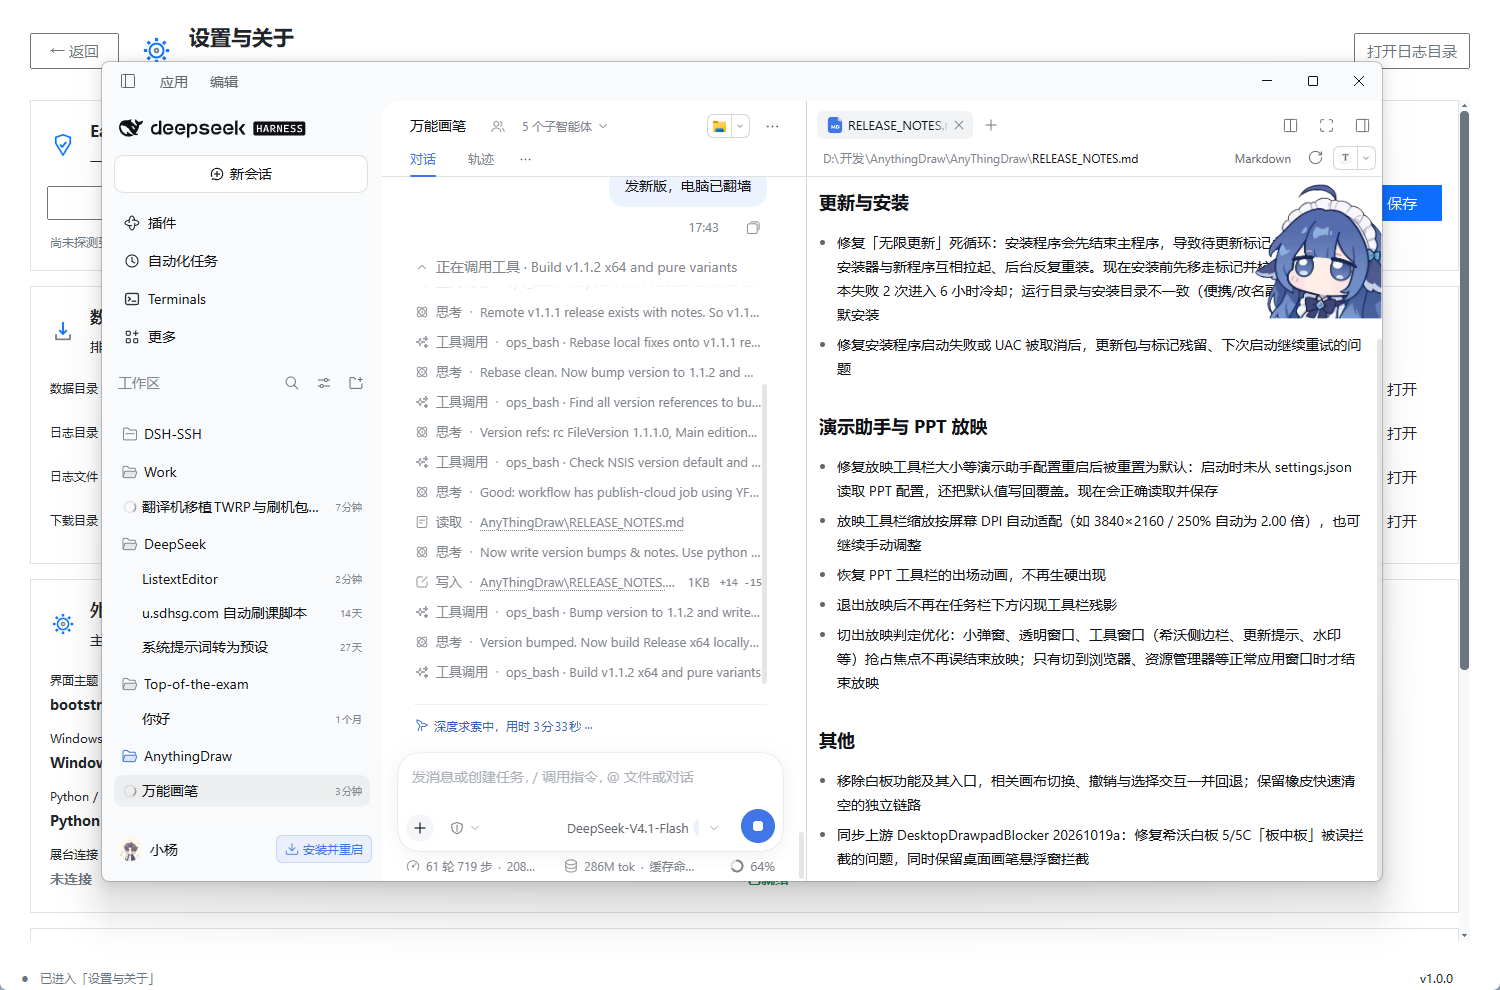 ← 返回
设置与关于
打开日志目录
应用
编辑
deepseek HARNESS
新会话
插件
自动化任务
Terminals
更多
工作区
DSH-SSH
Work
翻译机移植TWRP与刷机包... 7分钟
DeepSeek
ListextEditor 2分钟
u.sdhsg.com 自动刷课脚本 14天
系统提示词转为预设 27天
Top-of-the-exam
你好 1个月
AnythingDraw
万能画笔 3分钟
小杨
安装并重启
万能画笔
5 个子智能体
对话
轨迹
发新版，电脑已翻墙
17:43
正在调用工具 · Build v1.1.2 x64 and pure variants
思考 · Remote v1.1.1 release exists with notes. So v1.1...
工具调用 · ops_bash · Rebase local fixes onto v1.1.1 re...
思考 · Rebase clean. Now bump version to 1.1.2 and ...
工具调用 · ops_bash · Find all version references to bu...
思考 · Version refs: rc FileVersion 1.1.1.0, Main edition...
工具调用 · ops_bash · Check NSIS version default and ...
思考 · Good: workflow has publish-cloud job using YF...
读取 · AnyThingDraw\RELEASE_NOTES.md
思考 · Now write version bumps & notes. Use python ...
写入 · AnyThingDraw\RELEASE_NOTES.... 1KB +14 -15
工具调用 · ops_bash · Bump version to 1.1.2 and write...
思考 · Version bumped. Now build Release x64 locally...
工具调用 · ops_bash · Build v1.1.2 x64 and pure variants
深度求索中，用时 3分33秒 ...
发消息或创建任务，/ 调用指令，@ 文件或对话
DeepSeek-V4.1-Flash
61 轮 719 步 · 208...
286M tok · 缓存命...
64%
RELEASE_NOTES.
D:\开发\AnythingDraw\AnyThingDraw\RELEASE_NOTES.md
Markdown
T
更新与安装
修复「无限更新」死循环：安装程序会先结束主程序，导致待更新标记
安装器与新程序互相拉起、后台反复重装。现在安装前先移走标记并
本失败 2 次进入 6 小时冷却；运行目录与安装目录不一致（便携/改名
默安装
修复安装程序启动失败或 UAC 被取消后，更新包与标记残留、下次启动继续重试的问
题
演示助手与 PPT 放映
修复放映工具栏大小等演示助手配置重启后被重置为默认：启动时未从 settings.json
读取 PPT 配置，还把默认值写回覆盖。现在会正确读取并保存
放映工具栏缩放按屏幕 DPI 自动适配（如 3840×2160 / 250% 自动为 2.00 倍），也可
继续手动调整
恢复 PPT 工具栏的出场动画，不再生硬出现
退出放映后不再在任务栏下方闪现工具栏残影
切出放映判定优化：小弹窗、透明窗口、工具窗口（希沃侧边栏、更新提示、水印
等）抢占焦点不再误结束放映；只有切到浏览器、资源管理器等正常应用窗口时才结
束放映
其他
移除白板功能及其入口，相关画布切换、撤销与选择交互一并回退；保留橡皮快速清
空的独立链路
同步上游 DesktopDrawpadBlocker 20261019a：修复希沃白板 5/5C「板中板」被误拦
截的问题，同时保留桌面画笔悬浮窗拦截
Ea
尚未探测到
保存
数
排
数据目录
打开
日志目录
打开
日志文件
打开
下载目录
打开
外
主
界面主题
bootstr
Windows
Window
Python /
Python
展台连接
未连接
已进入「设置与关于」
v1.0.0